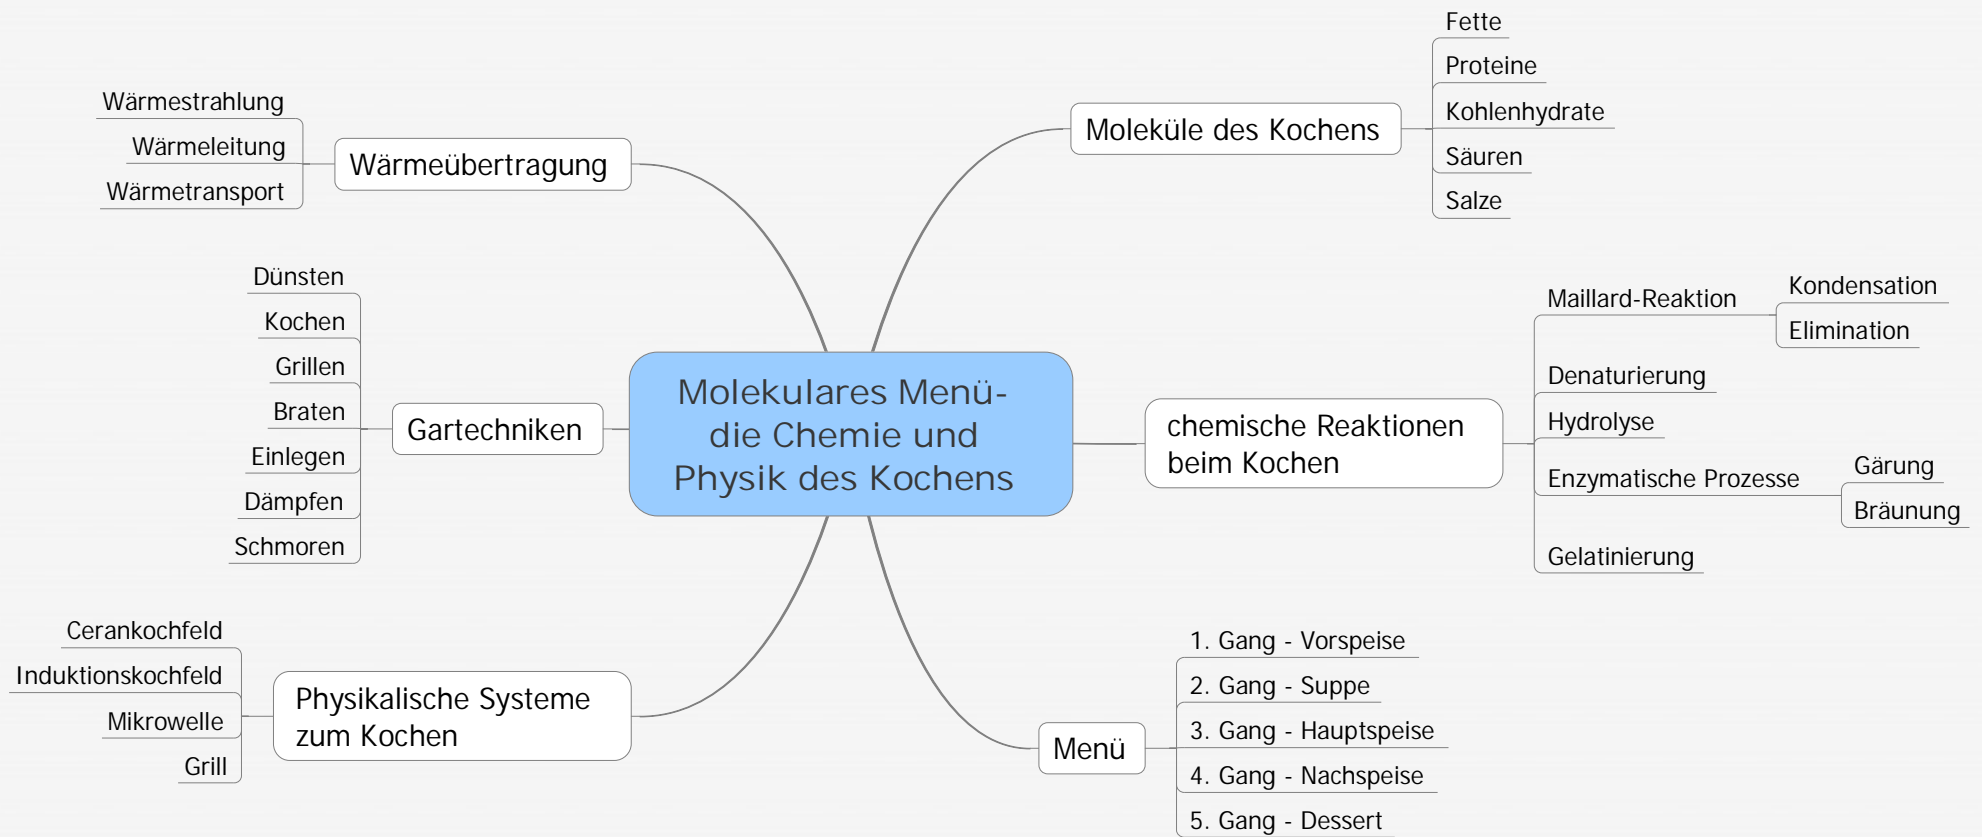 Molekulares Menü-
die Chemie und
Physik des Kochens
Moleküle des Kochens
Fette
Proteine
Kohlenhydrate
Säuren
Salze
chemische Reaktionen
beim Kochen
Maillard-Reaktion
Kondensation
Elimination
Denaturierung
Hydrolyse
Enzymatische Prozesse
Gärung
Bräunung
Gelatinierung
Menü
1. Gang - Vorspeise
2. Gang - Suppe
3. Gang - Hauptspeise
4. Gang - Nachspeise
5. Gang - Dessert
Wärmeübertragung
Wärmestrahlung
Wärmeleitung
Wärmetransport
Gartechniken
Dünsten
Kochen
Grillen
Braten
Einlegen
Dämpfen
Schmoren
Physikalische Systeme
zum Kochen
Cerankochfeld
Induktionskochfeld
Mikrowelle
Grill